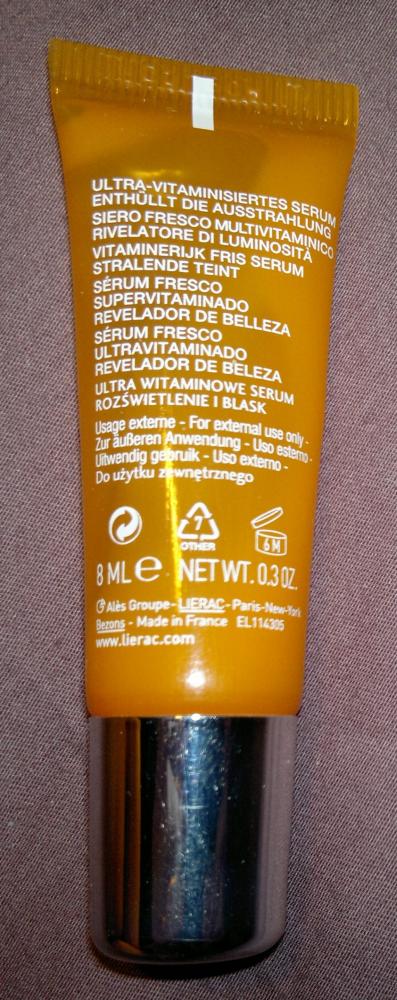 ULTRA-VITAMINISIERTES SERUM
ENTHÜLLT DIE AUSSTRAHLUNG
SIERO FRESCO MULTIVITAMINICO
RIVELATORE DI LUMINOSITÀ
VITAMINERIJK FRIS SERUM
STRALENDE TEINT
SÉRUM FRESCO
SUPERVITAMINADO
REVELADOR DE BELLEZA
SÉRUM FRESCO
ULTRAVITAMINADO
REVELADOR DE BELEZA
ULTRA WITAMINOWE SERUM
ROZŚWIETLENIE I BLASK
Usage externe - For external use only -
Zur äußeren Anwendung - Uso esterno -
Uitwendig gebruik - Uso externo -
Do użytku zewnętrznego
7
OTHER
6 M
8 ML e NET WT. 0.3 OZ.
Alès Groupe - LIERAC - Paris-New-York
Bezons - Made in France EL114305
www.lierac.com